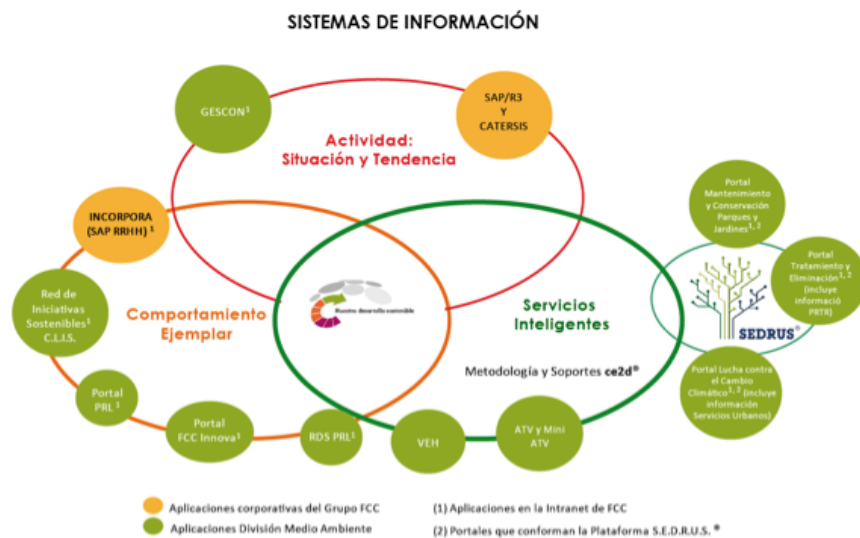 SISTEMAS DE INFORMACIÓN
GESCON¹
SAP/R3
Y
CATERSIS
Actividad:
Situación y Tendencia
Portal
Mantenimiento
y Conservación
Parques y
Jardines¹,²
INCORPORA
(SAP RRHH) ¹
Portal
Tratamiento y
Eliminación¹,²
(incluye
informació
PRTR)
Red de
Iniciativas
Sostenibles¹
C.L.I.S.
Comportamiento
Ejemplar
Nuestro desarrollo sostenible
Servicios
Inteligentes
SEDRUS®
Metodología y Soportes ce2d®
Portal Lucha contra
el Cambio
Climático¹,² (incluye
información
Servicios Urbanos)
Portal
PRL ¹
Portal
FCC Innova¹
RDS PRL¹
VEH
ATV y Mini
ATV
Aplicaciones corporativas del Grupo FCC
(1) Aplicaciones en la Intranet de FCC
Aplicaciones División Medio Ambiente
(2) Portales que conforman la Plataforma S.E.D.R.U.S. ®